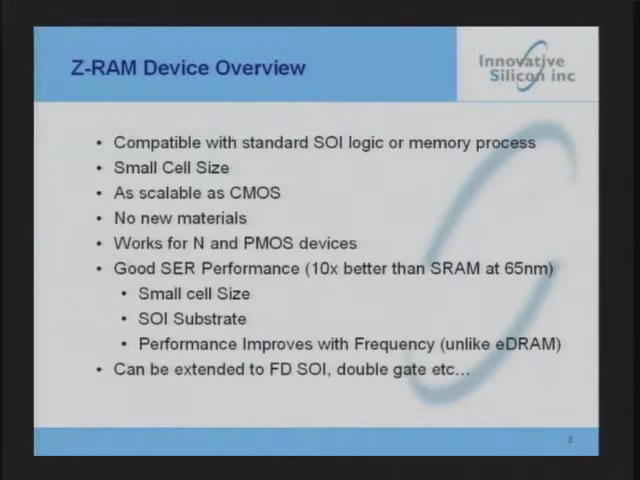 Z-RAM Device Overview
Innovative
Silicon inc
• Compatible with standard SOI logic or memory process
• Small Cell Size
• As scalable as CMOS
• No new materials
• Works for N and PMOS devices
• Good SER Performance (10x better than SRAM at 65nm)
• Small cell Size
• SOI Substrate
• Performance Improves with Frequency (unlike eDRAM)
• Can be extended to FD SOI, double gate etc...